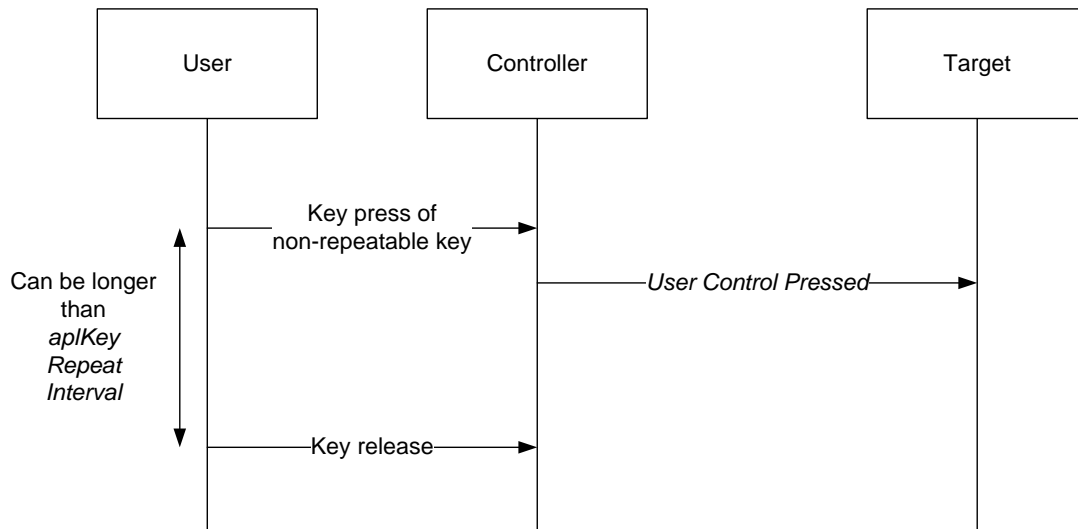 User
Controller
Target
Key press of
non-repeatable key
User Control Pressed
Can be longer
than
aplKey
Repeat
Interval
Key release